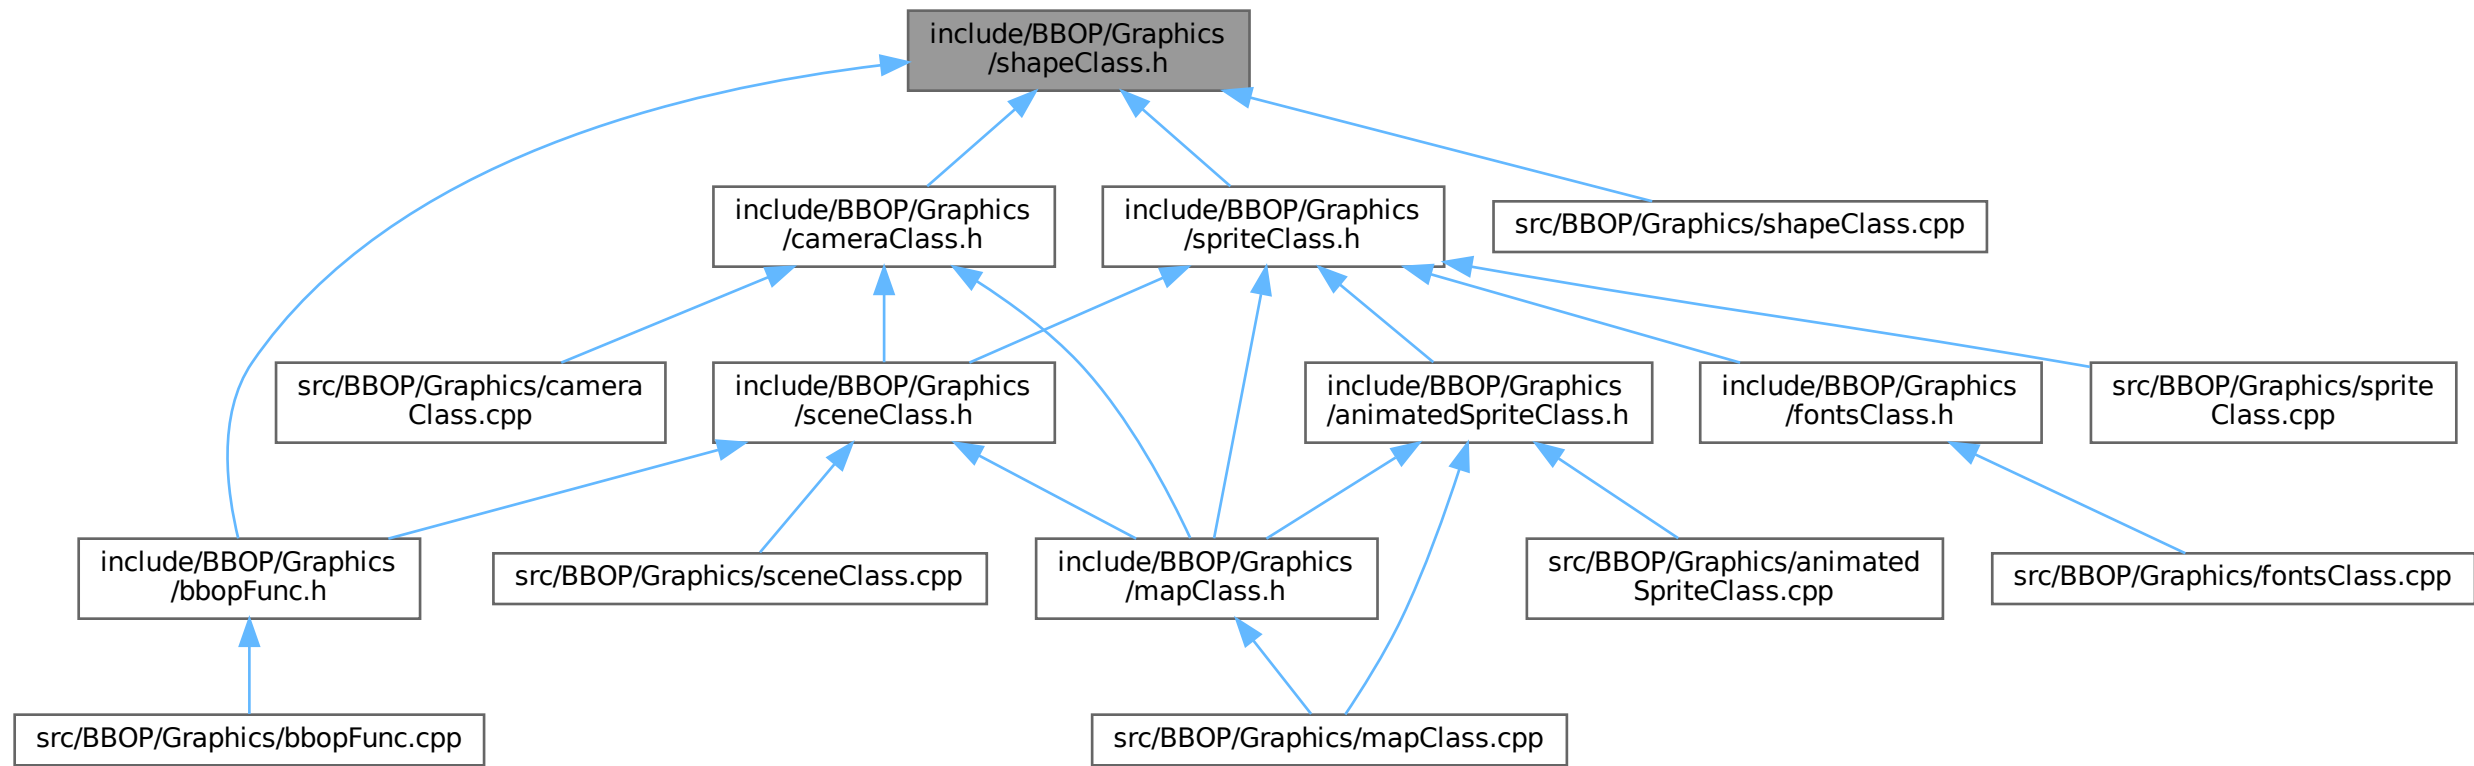 include/BBOP/Graphics
/shapeClass.h
include/BBOP/Graphics
/cameraClass.h
include/BBOP/Graphics
/spriteClass.h
src/BBOP/Graphics/shapeClass.cpp
src/BBOP/Graphics/camera
Class.cpp
include/BBOP/Graphics
/sceneClass.h
include/BBOP/Graphics
/animatedSpriteClass.h
include/BBOP/Graphics
/fontsClass.h
src/BBOP/Graphics/sprite
Class.cpp
include/BBOP/Graphics
/bbopFunc.h
src/BBOP/Graphics/sceneClass.cpp
include/BBOP/Graphics
/mapClass.h
src/BBOP/Graphics/animated
SpriteClass.cpp
src/BBOP/Graphics/fontsClass.cpp
src/BBOP/Graphics/bbopFunc.cpp
src/BBOP/Graphics/mapClass.cpp